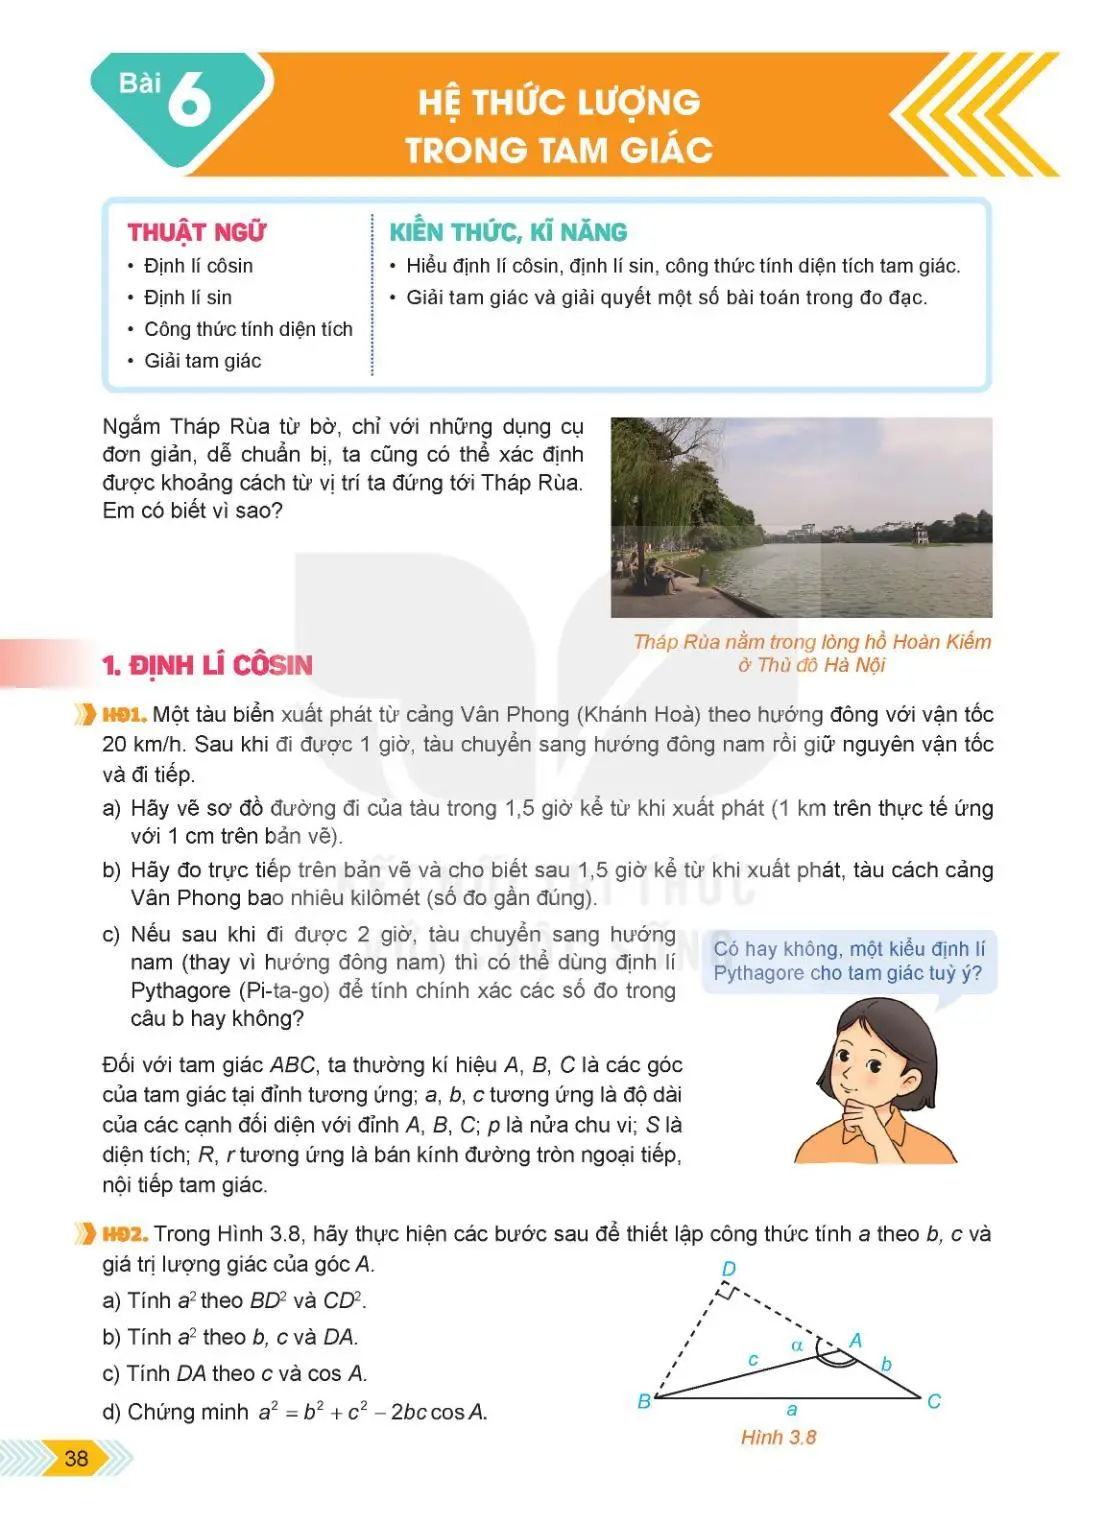 Bài 6
HỆ THỨC LƯỢNG
TRONG TAM GIÁC
THUẬT NGỮ
• Định lí côsin
• Định lí sin
• Công thức tính diện tích
• Giải tam giác
KIẾN THỨC, KĨ NĂNG
• Hiểu định lí côsin, định lí sin, công thức tính diện tích tam giác.
• Giải tam giác và giải quyết một số bài toán trong đo đạc.
Ngắm Tháp Rùa từ bờ, chỉ với những dụng cụ
đơn giản, dễ chuẩn bị, ta cũng có thể xác định
được khoảng cách từ vị trí ta đứng tới Tháp Rùa.
Em có biết vì sao?
Tháp Rùa nằm trong lòng hồ Hoàn Kiếm
ở Thủ đô Hà Nội
1. ĐỊNH LÍ CÔSIN
HĐ1. Một tàu biển xuất phát từ cảng Vân Phong (Khánh Hoà) theo hướng đông với vận tốc
20 km/h. Sau khi đi được 1 giờ, tàu chuyển sang hướng đông nam rồi giữ nguyên vận tốc
và đi tiếp.
a) Hãy vẽ sơ đồ đường đi của tàu trong 1,5 giờ kể từ khi xuất phát (1 km trên thực tế ứng
với 1 cm trên bản vẽ).
b) Hãy đo trực tiếp trên bản vẽ và cho biết sau 1,5 giờ kể từ khi xuất phát, tàu cách cảng
Vân Phong bao nhiêu kilômét (số đo gần đúng).
c) Nếu sau khi đi được 2 giờ, tàu chuyển sang hướng
nam (thay vì hướng đông nam) thì có thể dùng định lí
Pythagore (Pi-ta-go) để tính chính xác các số đo trong
câu b hay không?
Có hay không, một kiểu định lí
Pythagore cho tam giác tuỳ ý?
Đối với tam giác ABC, ta thường kí hiệu A, B, C là các góc
của tam giác tại đỉnh tương ứng; a, b, c tương ứng là độ dài
của các cạnh đối diện với đỉnh A, B, C; p là nửa chu vi; S là
diện tích; R, r tương ứng là bán kính đường tròn ngoại tiếp,
nội tiếp tam giác.
HĐ2. Trong Hình 3.8, hãy thực hiện các bước sau để thiết lập công thức tính a theo b, c và
giá trị lượng giác của góc A.
a) Tính a² theo BD² và CD².
b) Tính a² theo b, c và DA.
c) Tính DA theo c và cos A.
d) Chứng minh a² = b² + c² − 2bc cos A.
D
α
A
c
b
B
a
C
Hình 3.8
KẾT NỐI TRI THỨC
VỚI CUỘC SỐNG
38